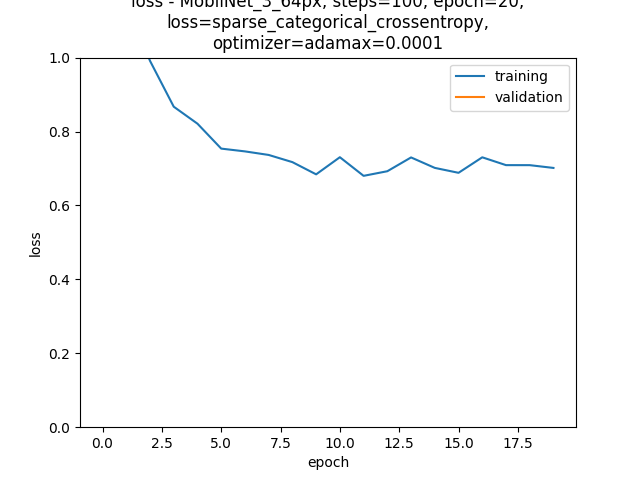 loss - MobilNet_3_64px, steps=100, epoch=20,
loss=sparse_categorical_crossentropy,
optimizer=adamax=0.0001
training
validation
1.0
0.8
0.6
0.4
0.2
0.0
loss
0.0 2.5 5.0 7.5 10.0 12.5 15.0 17.5
epoch